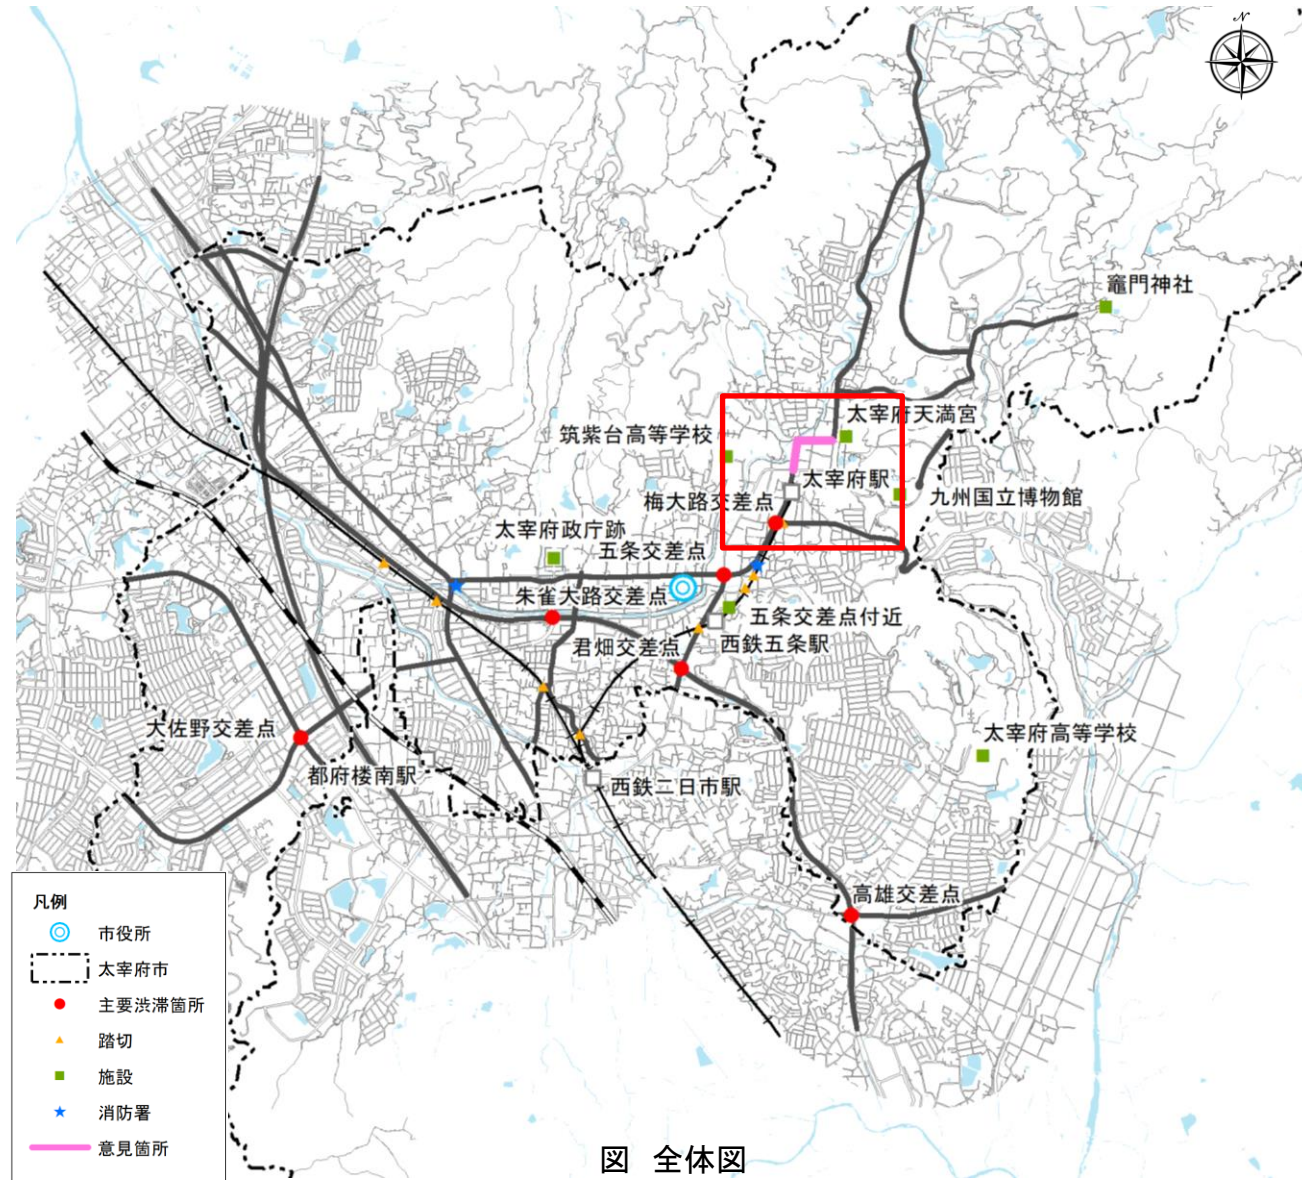 N
竈門神社
太宰府天満宮
筑紫台高等学校
太宰府駅
九州国立博物館
梅大路交差点
太宰府政庁跡
五条交差点
朱雀大路交差点
五条交差点付近
君畑交差点
西鉄五条駅
大佐野交差点
太宰府高等学校
都府楼南駅
西鉄二日市駅
高雄交差点
凡例
市役所
太宰府市
主要渋滞箇所
踏切
施設
消防署
意見箇所
図 全体図